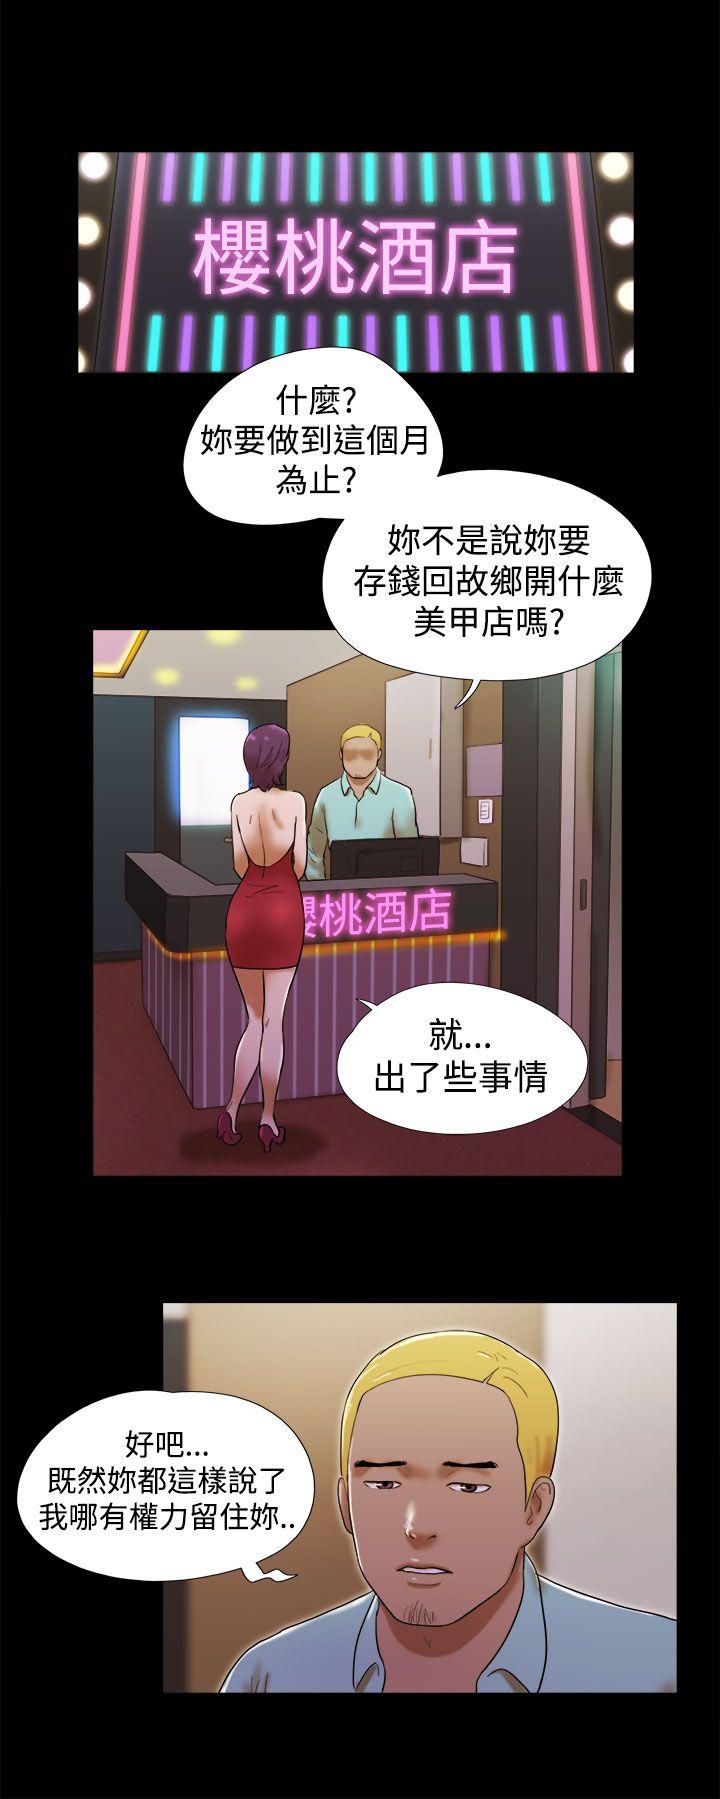 櫻桃酒店
什麼?
妳要做到這個月
為止?
妳不是說妳要
存錢回故鄉開什麼
美甲店嗎?
櫻桃酒店
就...
出了些事情
好吧...
既然妳都這樣說了
我哪有權力留住妳..